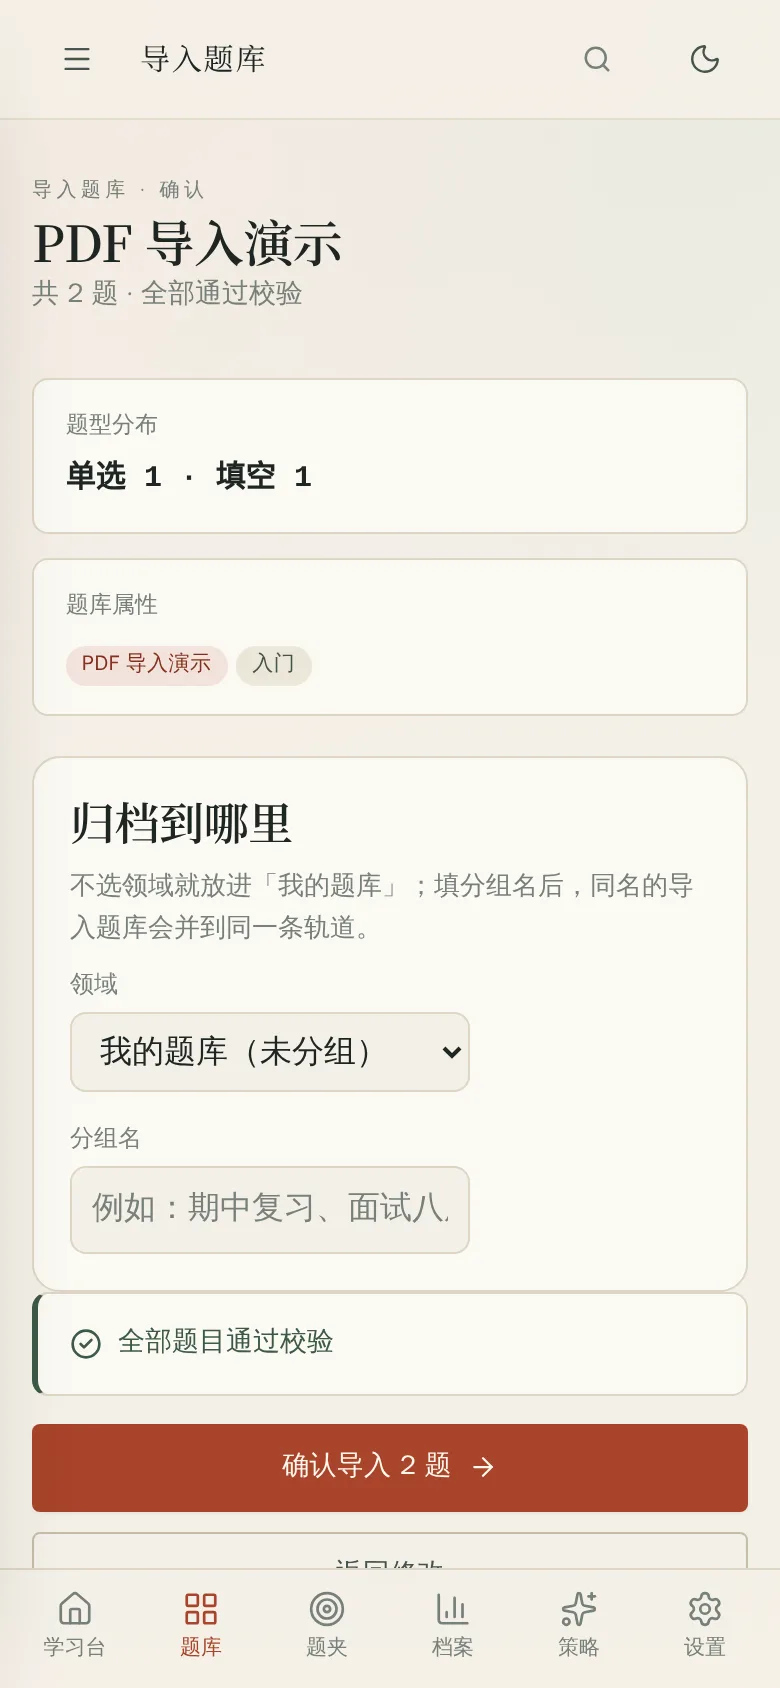 导入题库
导入题库 · 确认
PDF 导入演示
共 2 题 · 全部通过校验
题型分布
单选 1 · 填空 1
题库属性
PDF 导入演示 入门
归档到哪里
不选领域就放进「我的题库」；填分组名后，同名的导
入题库会并到同一条轨道。
领域
我的题库（未分组）
分组名
例如：期中复习、面试八
全部题目通过校验
确认导入 2 题 →
返回修改
学习台 题库 题夹 档案 策略 设置